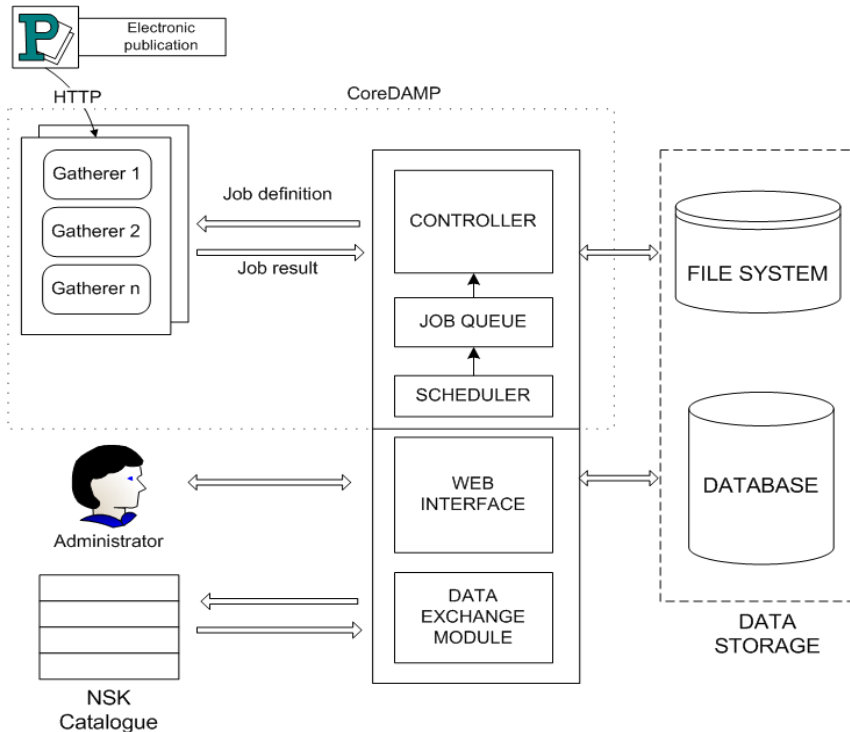 P
Electronic
publication
HTTP
CoreDAMP
Gatherer 1
Gatherer 2
Gatherer n
Job definition
Job result
CONTROLLER
JOB QUEUE
SCHEDULER
FILE SYSTEM
Administrator
WEB
INTERFACE
DATABASE
DATA
EXCHANGE
MODULE
NSK
Catalogue
DATA
STORAGE